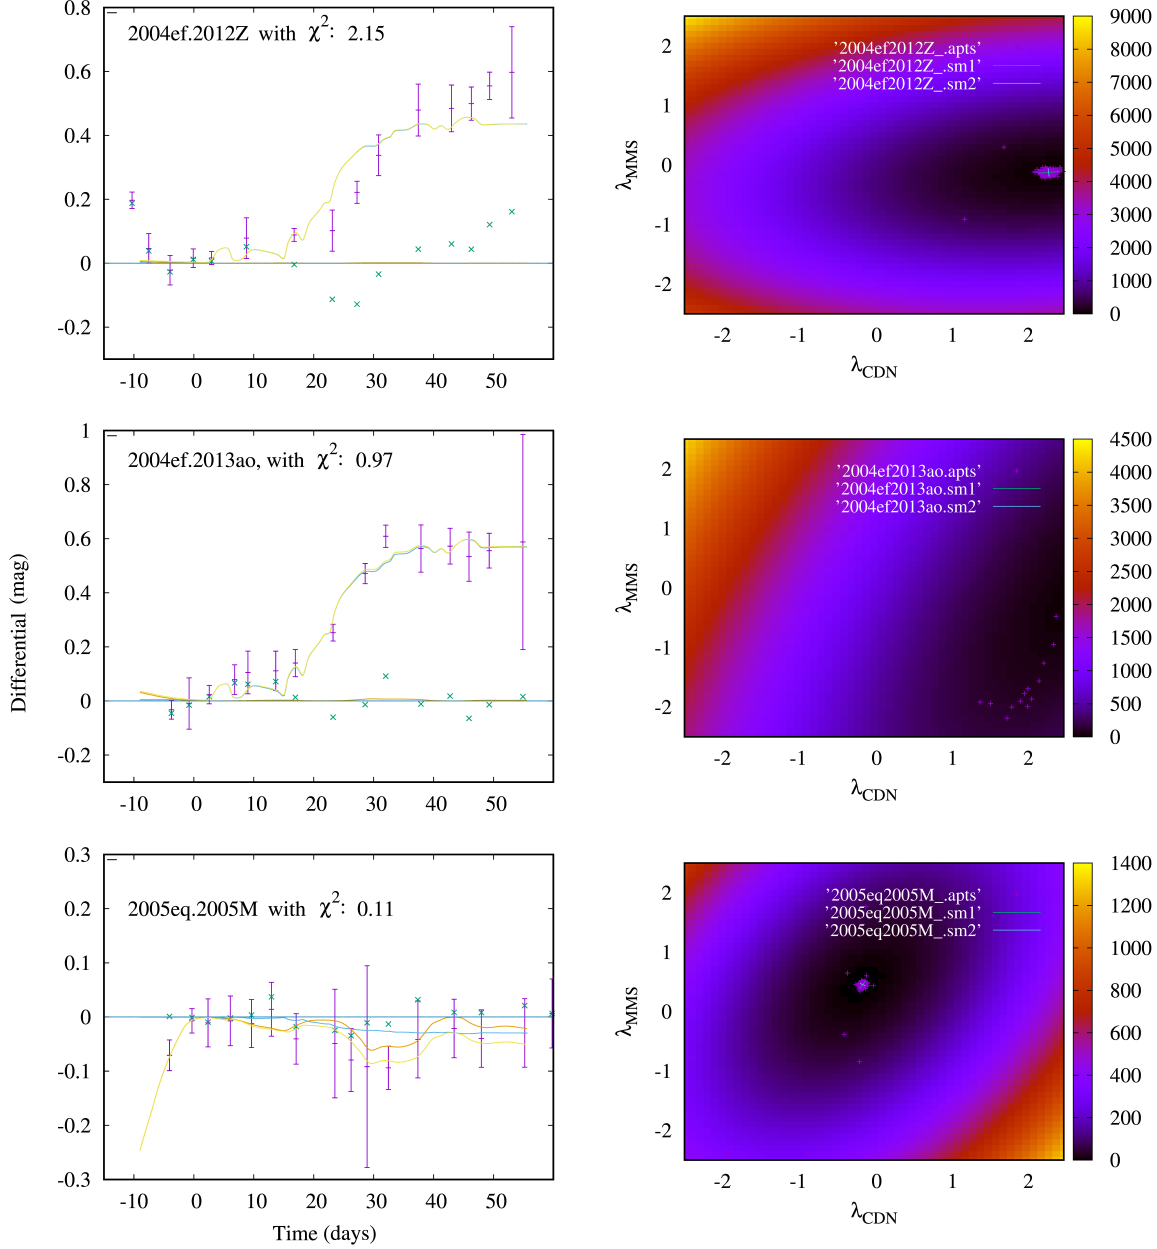 2004ef.2012Z with χ²: 2.15
0.8
0.6
0.4
0.2
0
-0.2
-10 0 10 20 30 40 50
'2004ef2012Z_.apts'
'2004ef2012Z_.sm1'
'2004ef2012Z_.sm2'
2
1
0
-1
-2
λMMS
-2 -1 0 1 2
λCDN
9000
8000
7000
6000
5000
4000
3000
2000
1000
0
2004ef.2013ao, with χ²: 0.97
1
0.8
0.6
0.4
0.2
0
-0.2
-10 0 10 20 30 40 50
Differential (mag)
'2004ef2013ao.apts'
'2004ef2013ao.sm1'
'2004ef2013ao.sm2'
2
1
0
-1
-2
λMMS
-2 -1 0 1 2
λCDN
4500
4000
3500
3000
2500
2000
1500
1000
500
0
2005eq.2005M with χ²: 0.11
0.3
0.2
0.1
0
-0.1
-0.2
-0.3
-10 0 10 20 30 40 50 60
Time (days)
'2005eq2005M_.apts'
'2005eq2005M_.sm1'
'2005eq2005M_.sm2'
2
1
0
-1
-2
λMMS
-2 -1 0 1 2
λCDN
1400
1200
1000
800
600
400
200
0